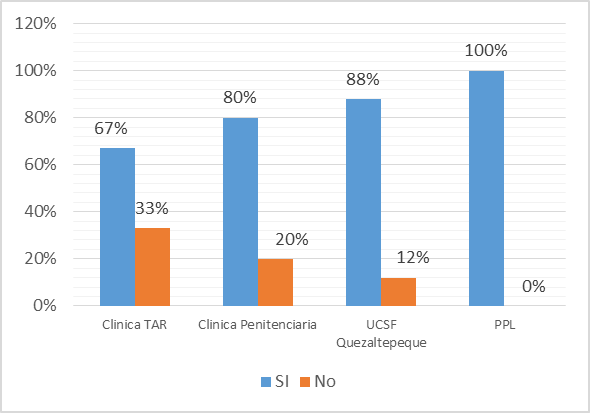 120%
100%
80%
60%
40%
20%
0%
67%
33%
80%
20%
88%
12%
100%
0%
Clinica TAR
Clinica Penitenciaria
UCSF
Quezaltepeque
PPL
SI
No